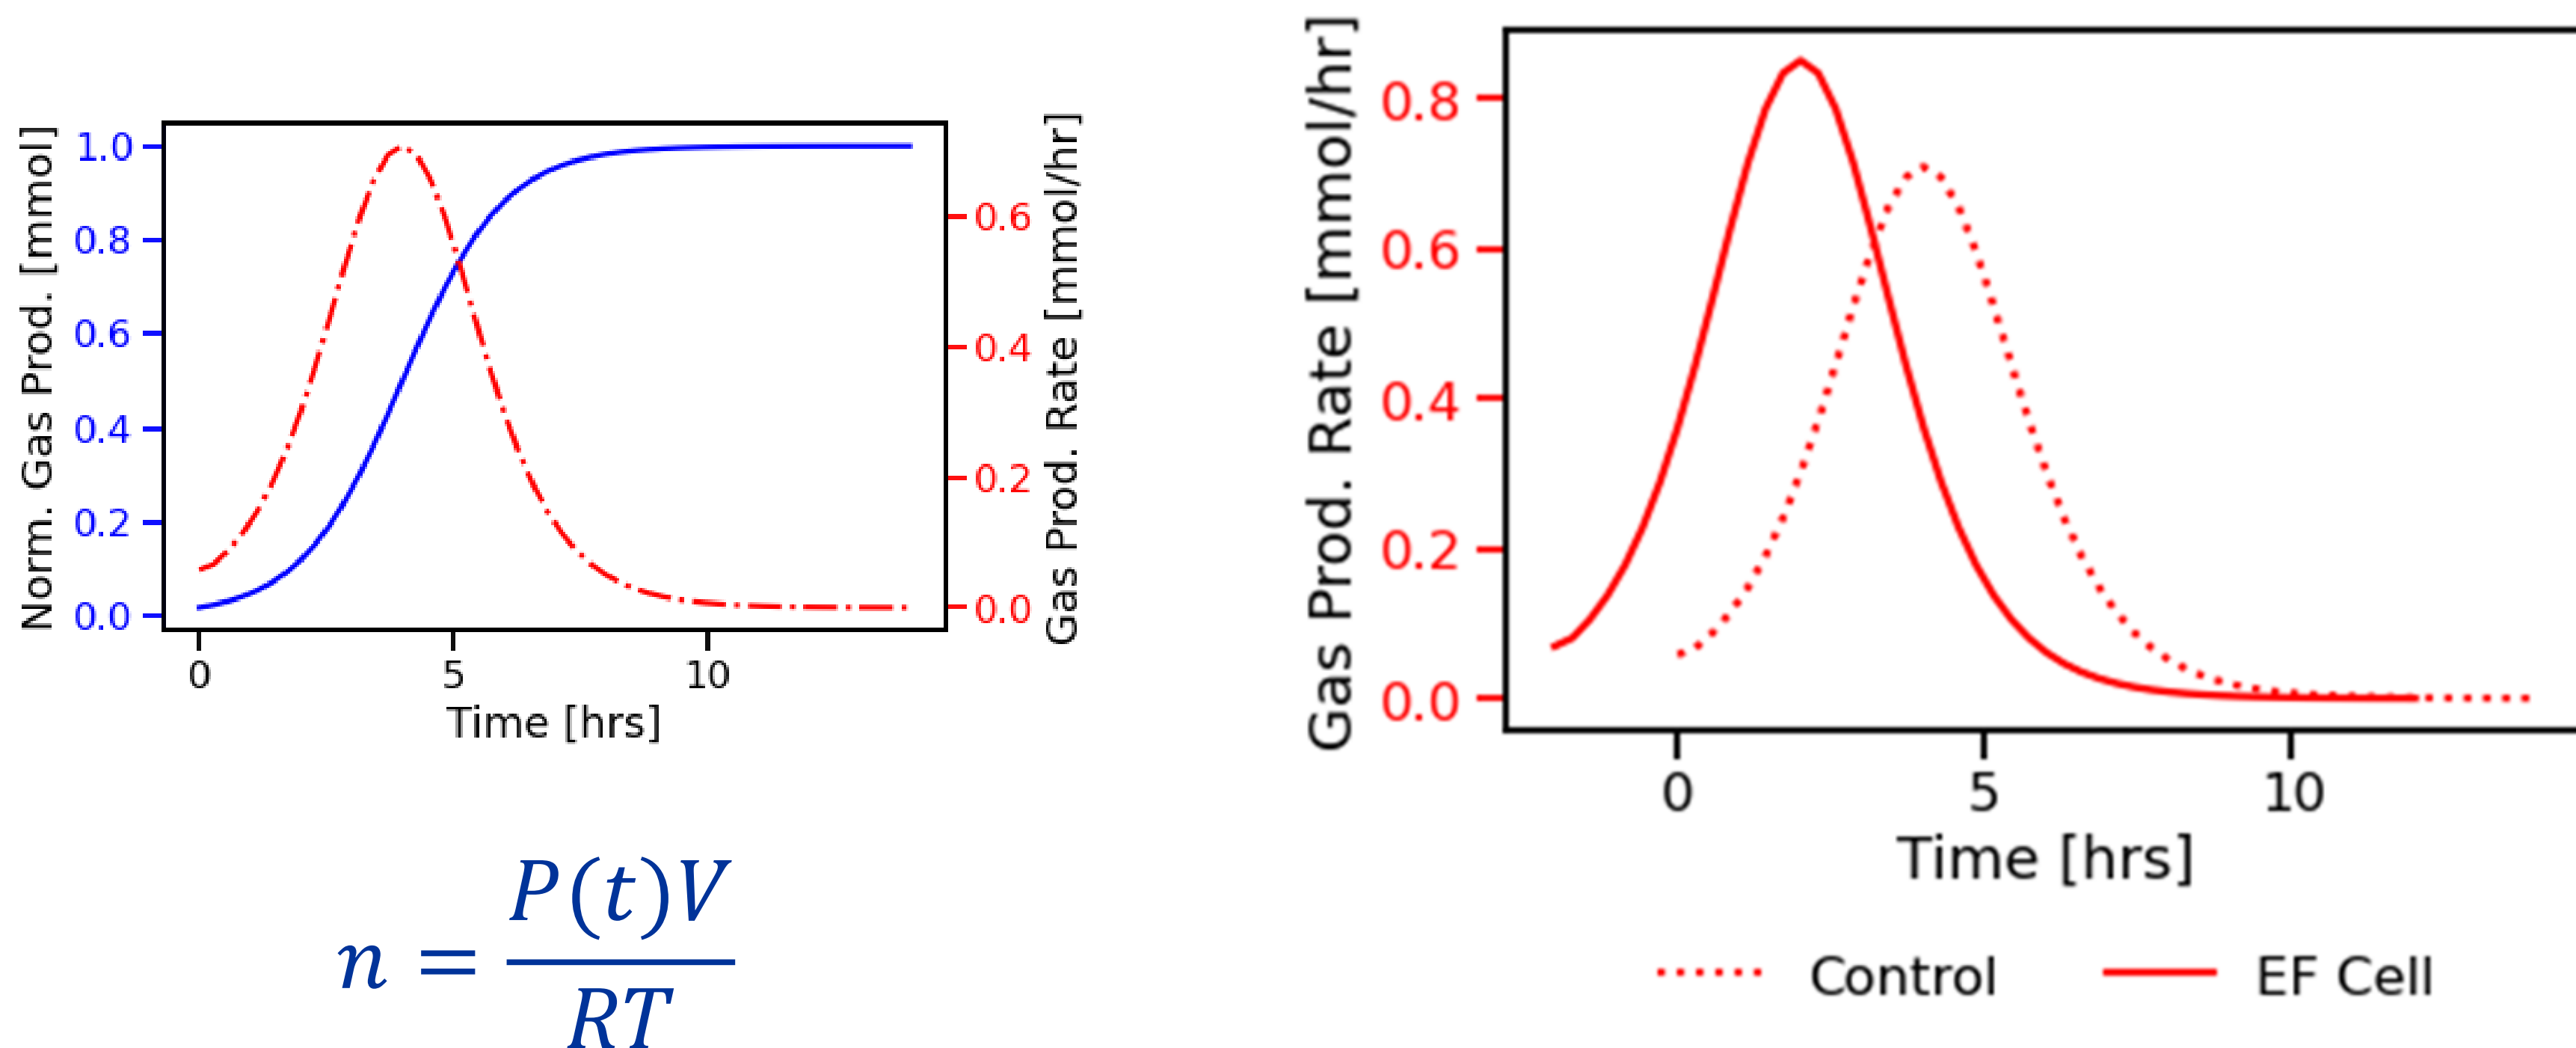 Norm. Gas Prod. [mmol]
1.0
0.8
0.6
0.4
0.2
0.0
0 5 10
Time [hrs]
0.6
0.4
0.2
0.0
Gas Prod. Rate [mmol/hr]
n = P(t)V / RT
Gas Prod. Rate [mmol/hr]
0.8
0.6
0.4
0.2
0.0
0 5 10
Time [hrs]
Control EF Cell